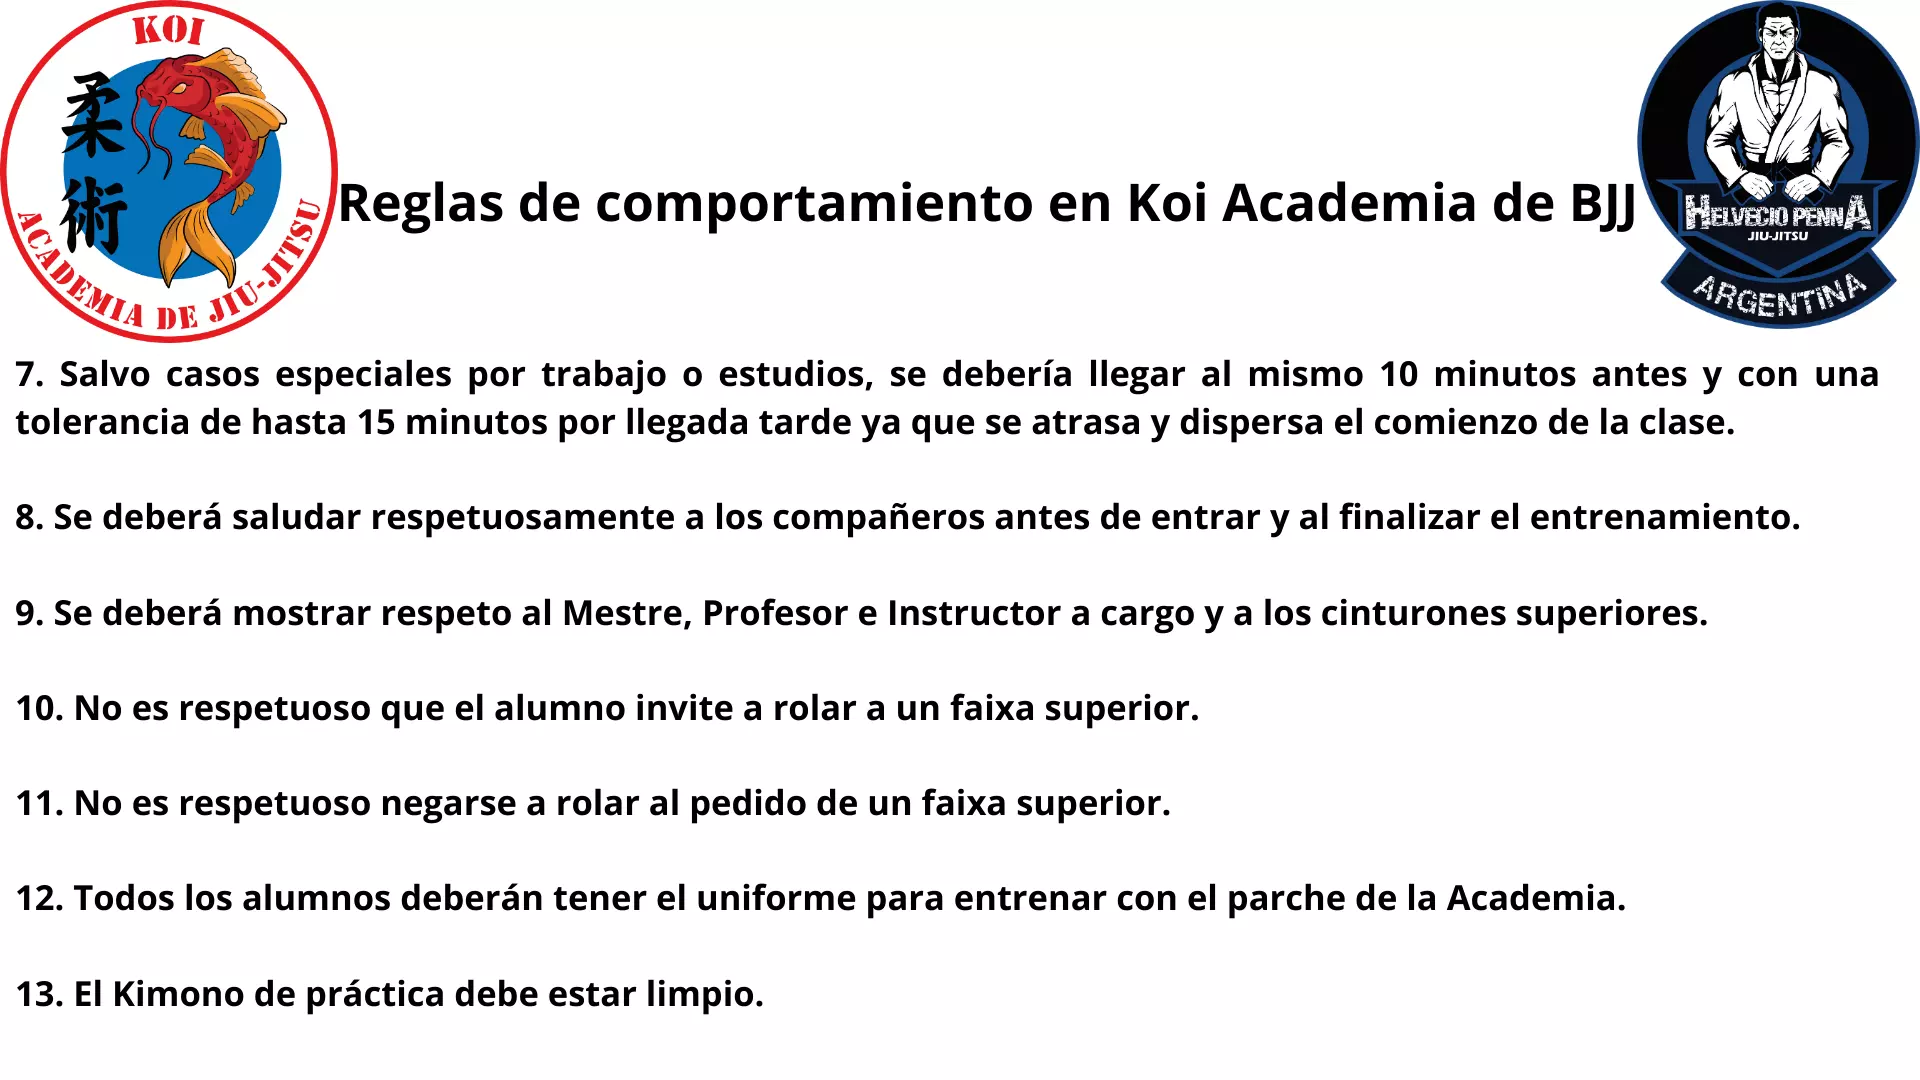 KOI
柔術
ACADEMIA DE JIU-JITSU
HELVECIO PENNA
JIU-JITSU
ARGENTINA
Reglas de comportamiento en Koi Academia de BJJ
7. Salvo casos especiales por trabajo o estudios, se debería llegar al mismo 10 minutos antes y con una
tolerancia de hasta 15 minutos por llegada tarde ya que se atrasa y dispersa el comienzo de la clase.
8. Se deberá saludar respetuosamente a los compañeros antes de entrar y al finalizar el entrenamiento.
9. Se deberá mostrar respeto al Mestre, Profesor e Instructor a cargo y a los cinturones superiores.
10. No es respetuoso que el alumno invite a rolar a un faixa superior.
11. No es respetuoso negarse a rolar al pedido de un faixa superior.
12. Todos los alumnos deberán tener el uniforme para entrenar con el parche de la Academia.
13. El Kimono de práctica debe estar limpio.